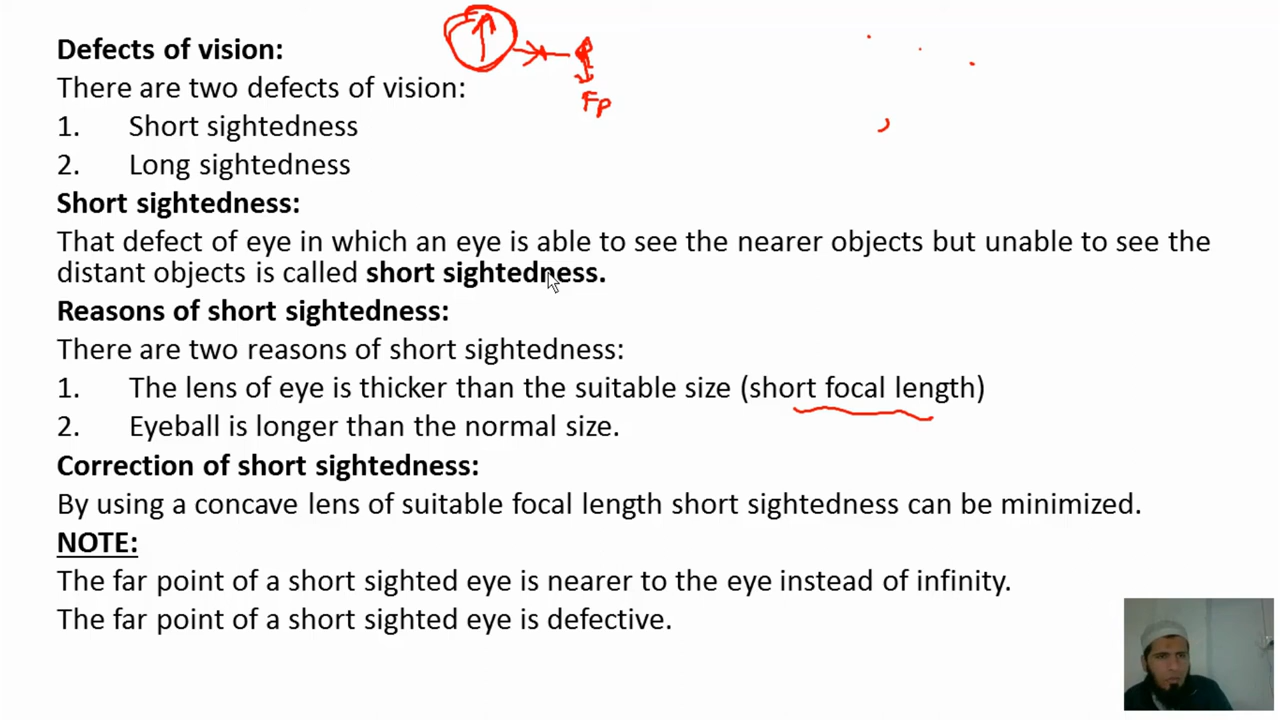 Defects of vision:
There are two defects of vision:
Fp
1. Short sightedness
2. Long sightedness
Short sightedness:
That defect of eye in which an eye is able to see the nearer objects but unable to see the
distant objects is called short sightedness.
Reasons of short sightedness:
There are two reasons of short sightedness:
1. The lens of eye is thicker than the suitable size (short focal length)
2. Eyeball is longer than the normal size.
Correction of short sightedness:
By using a concave lens of suitable focal length short sightedness can be minimized.
NOTE:
The far point of a short sighted eye is nearer to the eye instead of infinity.
The far point of a short sighted eye is defective.